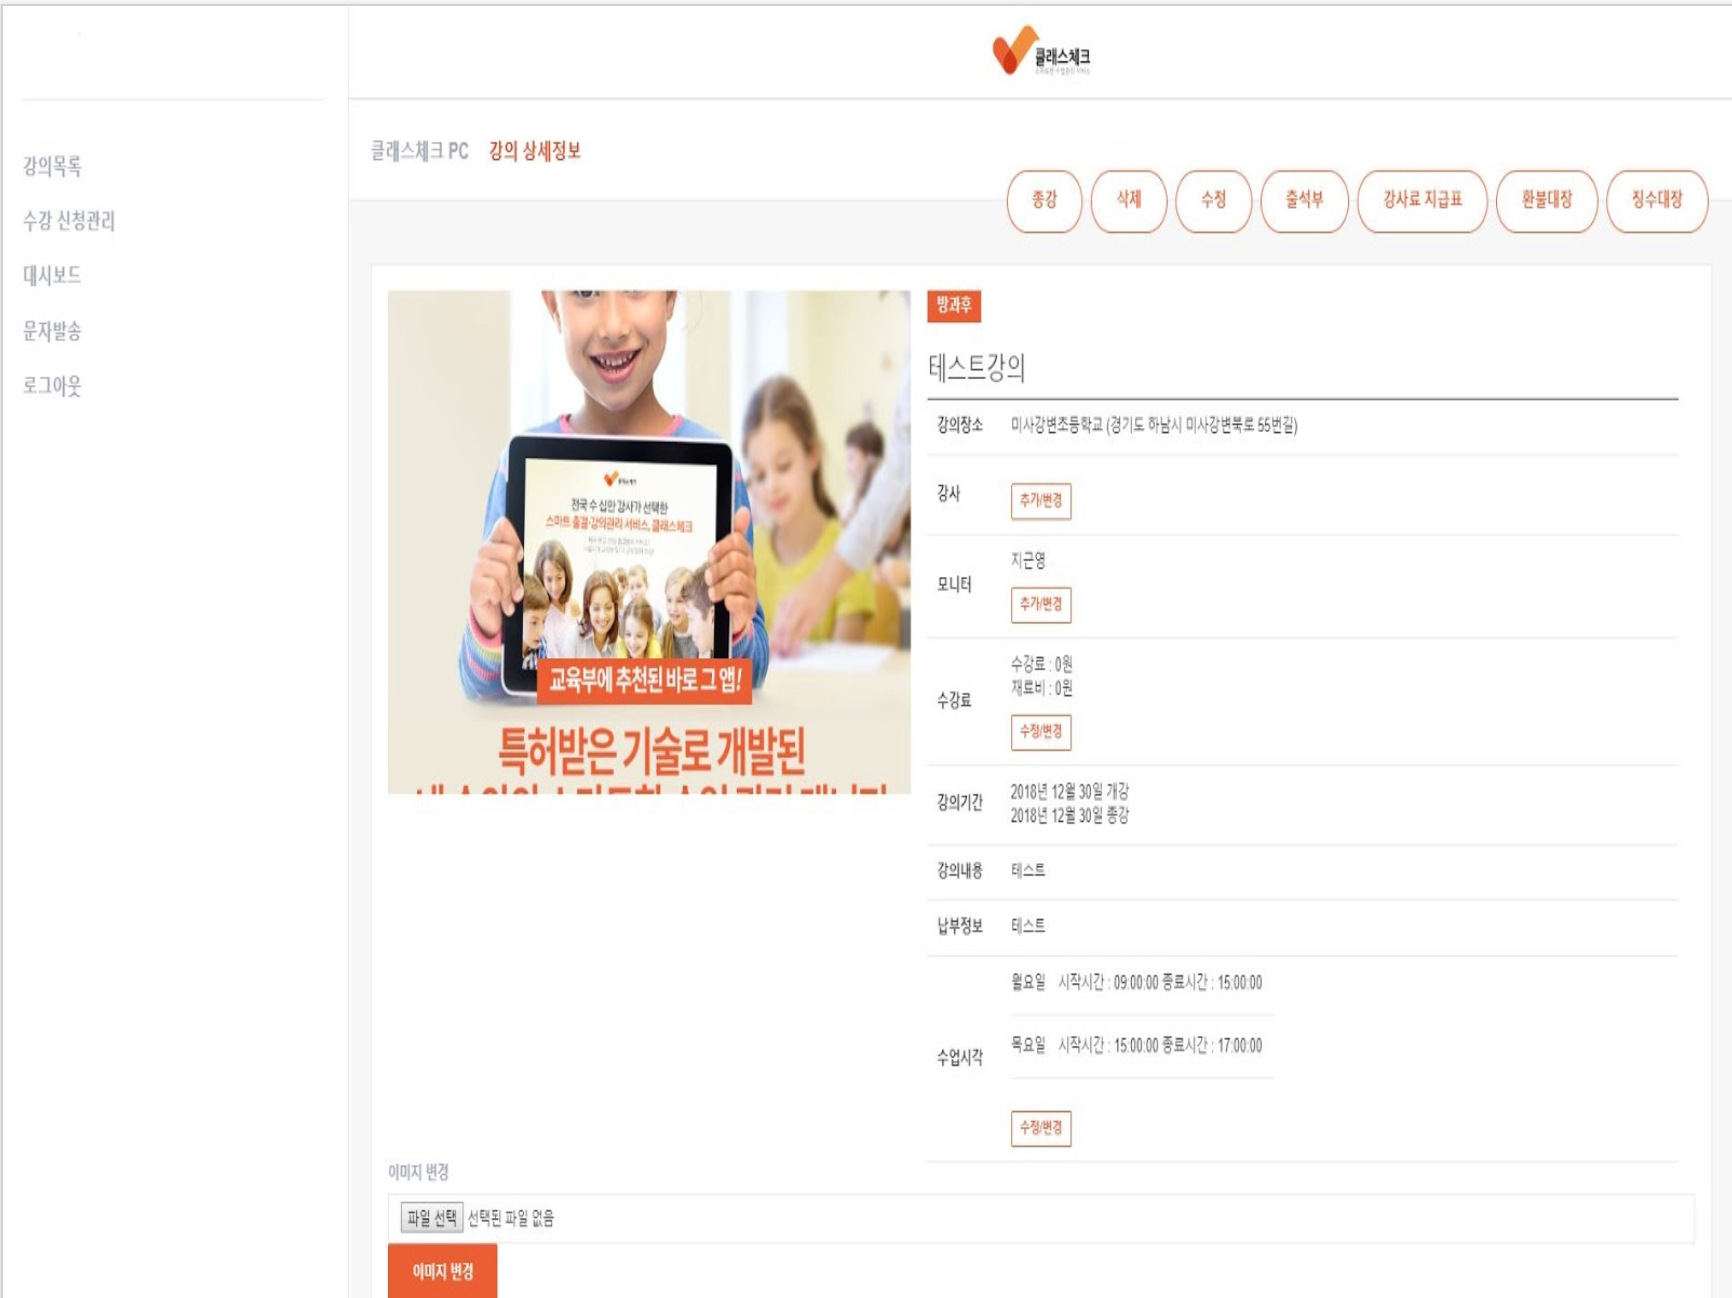 클래스체크
강의목록
수강 신청관리
대시보드
문자발송
로그아웃
클래스체크 PC 강의 상세정보
종강 삭제 수정 출석부 강사료 지급표 환불대장 징수대장
전국 수 십만 강사가 선택한
스마트 출결·강의관리 서비스, 클래스체크
교육부에 추천된 바로 그 앱!
특허받은 기술로 개발된
방과후
테스트강의
강의장소 미사강변초등학교 (경기도 하남시 미사강변북로 55번길)
강사 추가/변경
모니터 지근영
추가/변경
수강료 수강료 : 0원
재료비 : 0원
수정/변경
강의기간 2018년 12월 30일 개강
2018년 12월 30일 종강
강의내용 테스트
납부정보 테스트
수업시각 월요일 시작시간 : 09:00:00 종료시간 : 15:00:00
목요일 시작시간 : 15:00:00 종료시간 : 17:00:00
수정/변경
이미지 변경
파일 선택 선택된 파일 없음
이미지 변경